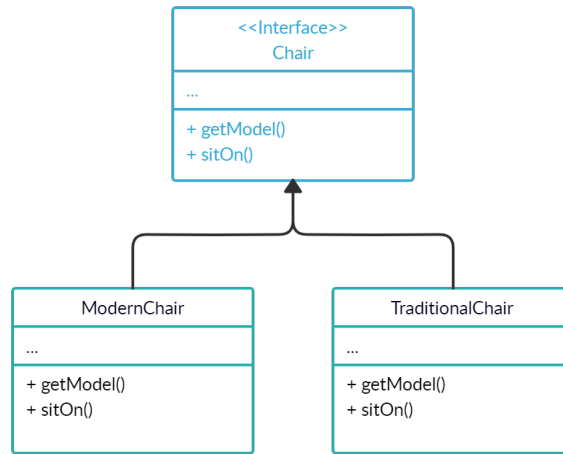 <<Interface>>
Chair
...
+ getModel()
+ sitOn()
ModernChair
...
+ getModel()
+ sitOn()
TraditionalChair
...
+ getModel()
+ sitOn()